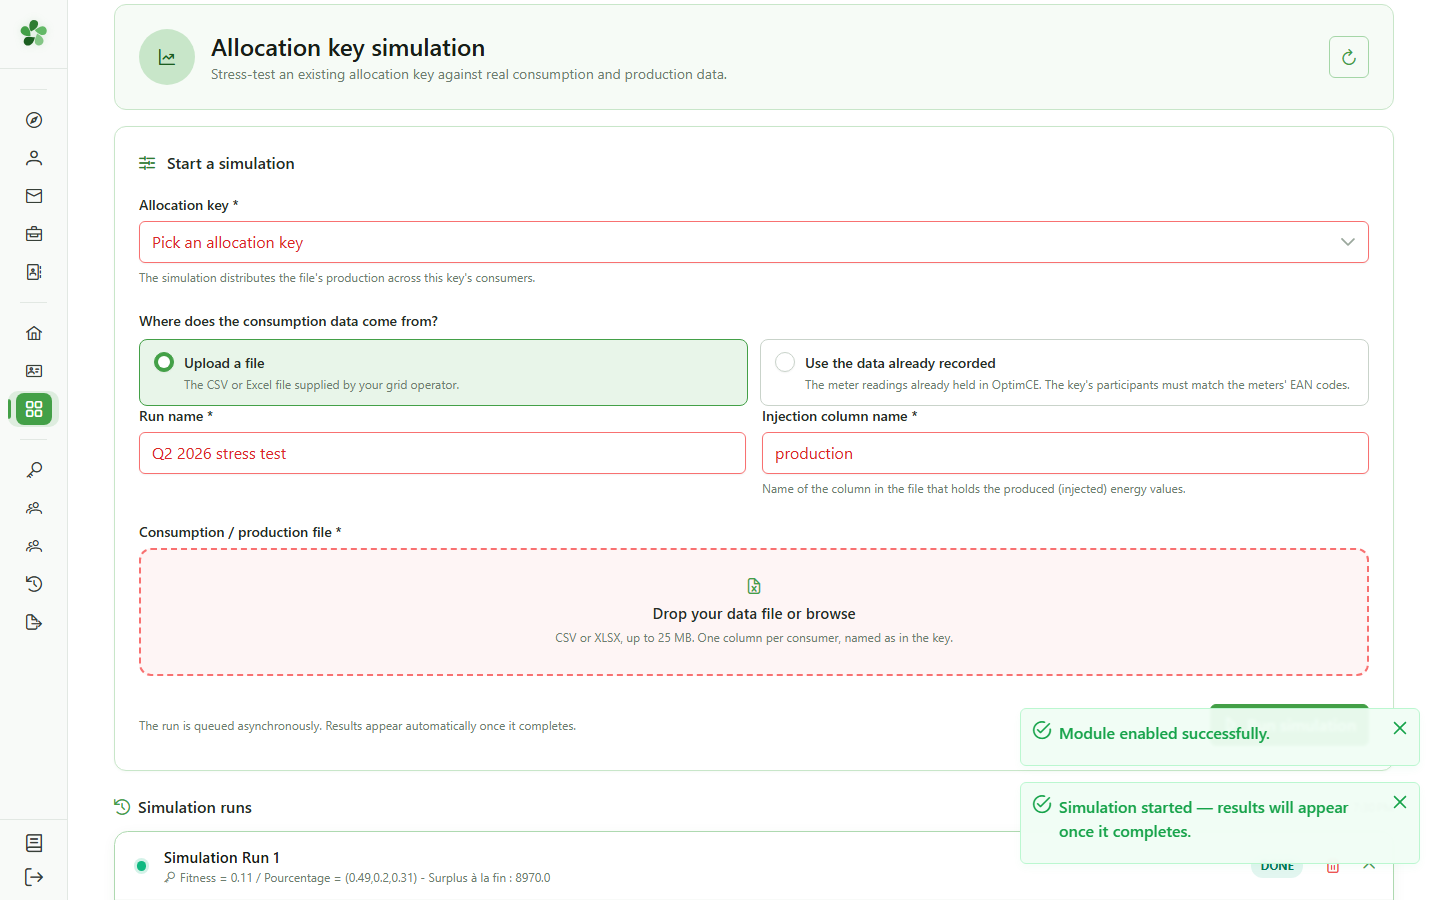 Allocation key simulation
Stress-test an existing allocation key against real consumption and production data.
Start a simulation
Allocation key *
Pick an allocation key
The simulation distributes the file's production across this key's consumers.
Where does the consumption data come from?
Upload a file
The CSV or Excel file supplied by your grid operator.
Use the data already recorded
The meter readings already held in OptimCE. The key's participants must match the meters' EAN codes.
Run name *
Q2 2026 stress test
Injection column name *
production
Name of the column in the file that holds the produced (injected) energy values.
Consumption / production file *
Drop your data file or browse
CSV or XLSX, up to 25 MB. One column per consumer, named as in the key.
The run is queued asynchronously. Results appear automatically once it completes.
Module enabled successfully.
Simulation started — results will appear
once it completes.
Simulation runs
Simulation Run 1
Fitness = 0.11 / Pourcentage = (0.49,0.2,0.31) - Surplus à la fin : 8970.0
DONE